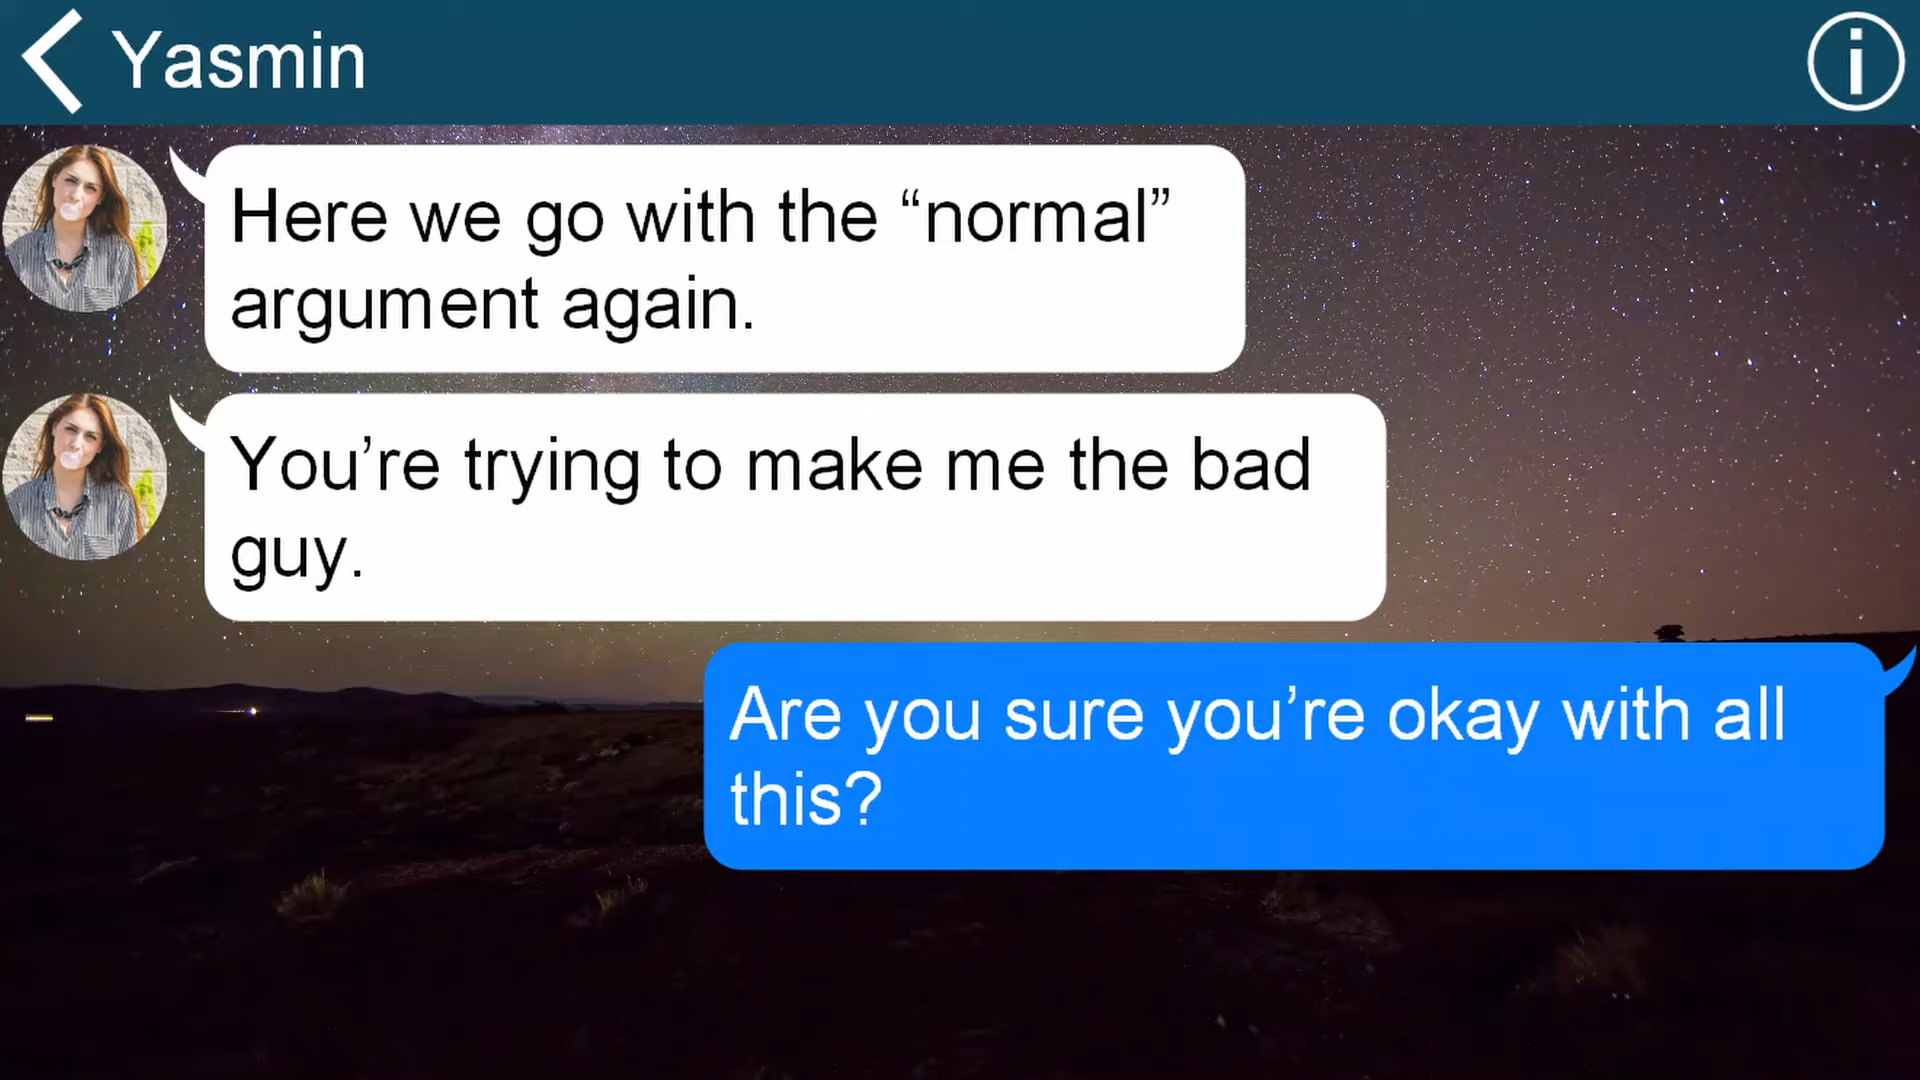 Yasmin
Here we go with the “normal”
argument again.
You’re trying to make me the bad
guy.
Are you sure you’re okay with all
this?